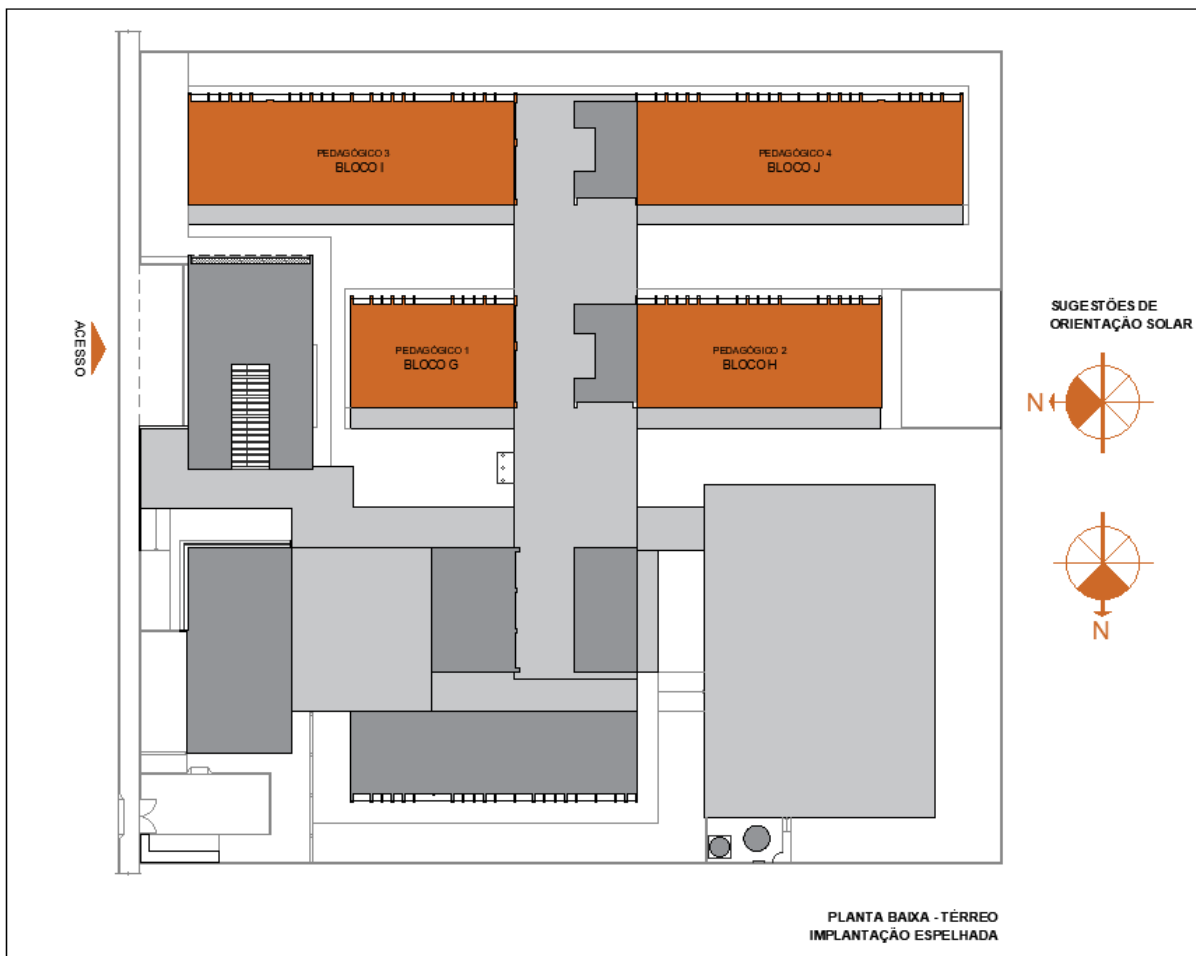 PEDAGÓGICO 3
BLOCO I
PEDAGÓGICO 4
BLOCO J
ACESSO
PEDAGÓGICO 1
BLOCO G
PEDAGÓGICO 2
BLOCO H
SUGESTÕES DE
ORIENTAÇÃO SOLAR
N
N
PLANTA BAIXA - TÉRREO
IMPLANTAÇÃO ESPELHADA